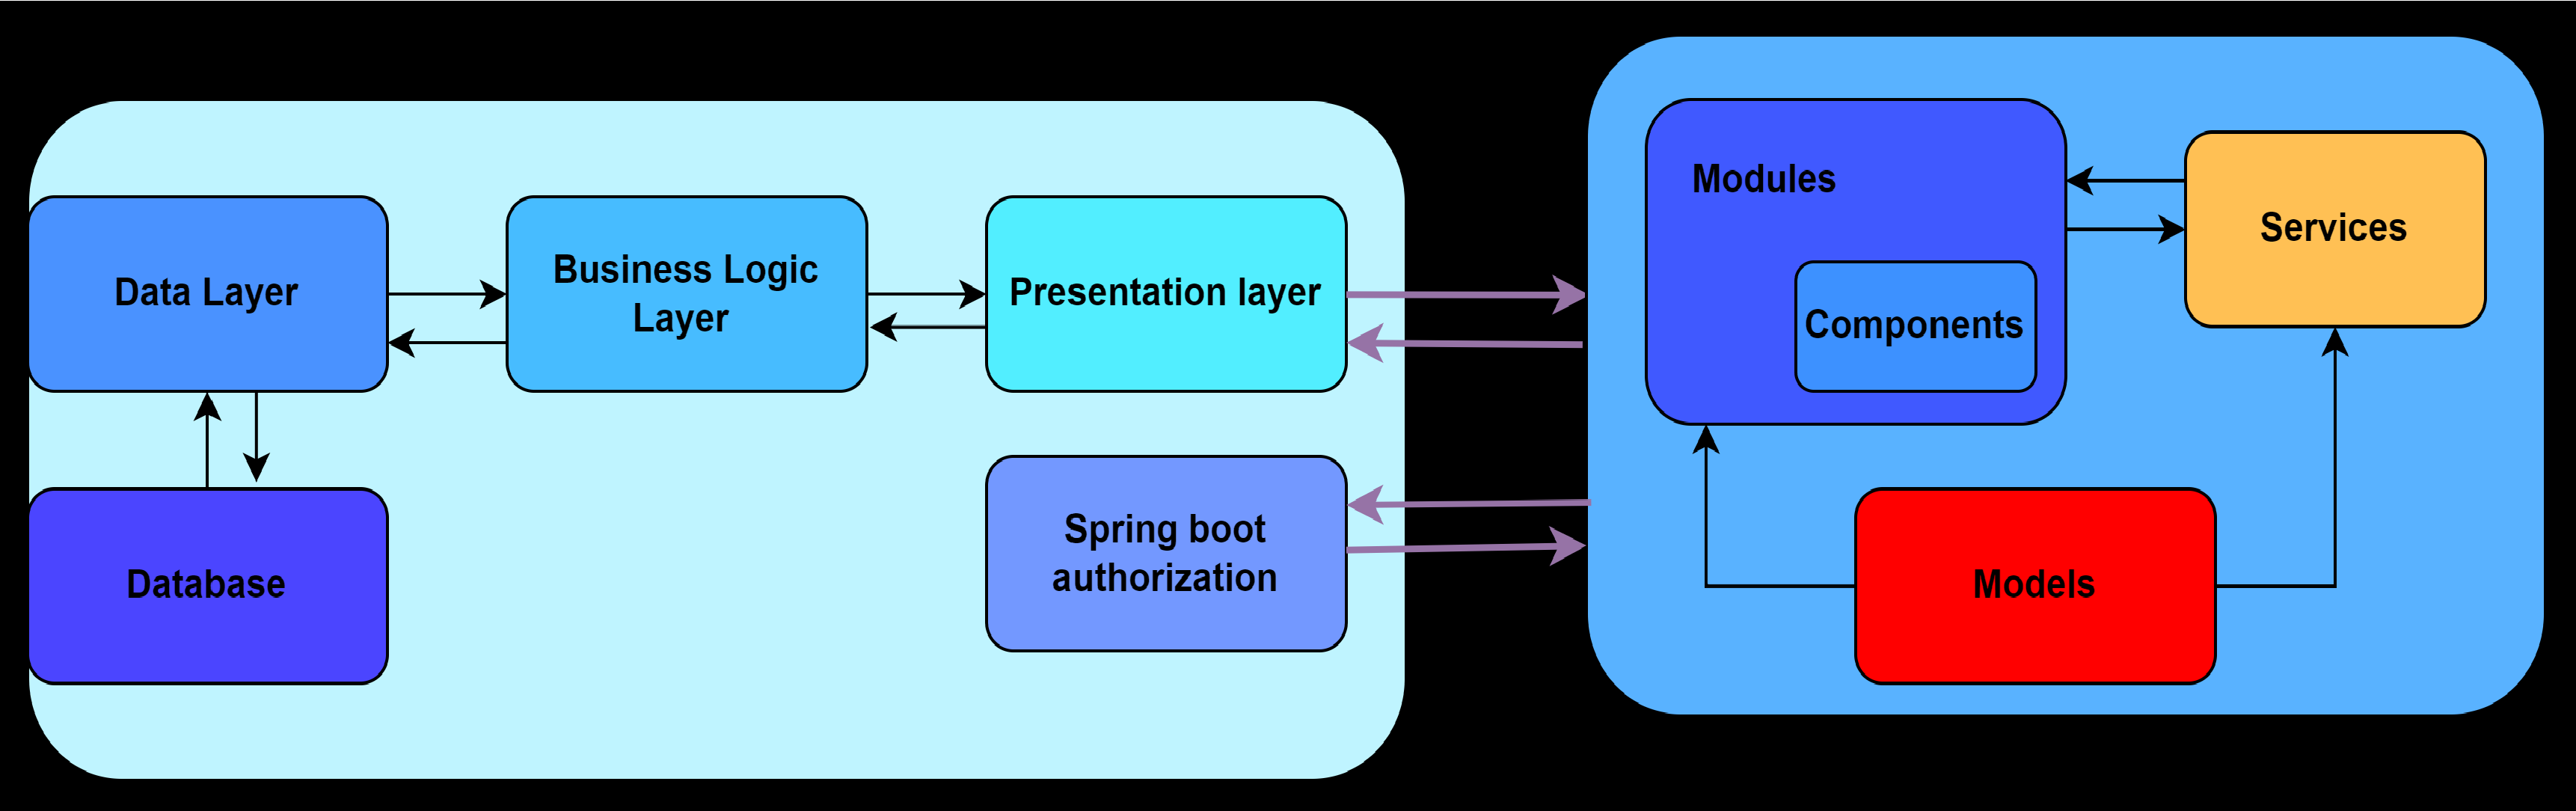 Data Layer
Business Logic
Layer
Presentation layer
Database
Spring boot
authorization
Modules
Components
Services
Models